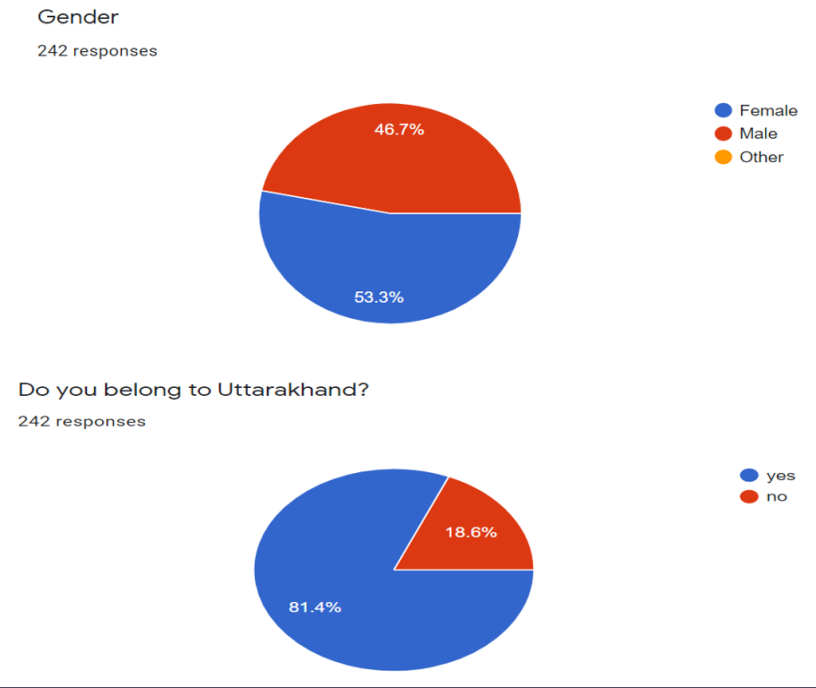 Gender
242 responses
46.7%
53.3%
Female
Male
Other
Do you belong to Uttarakhand?
242 responses
18.6%
81.4%
yes
no